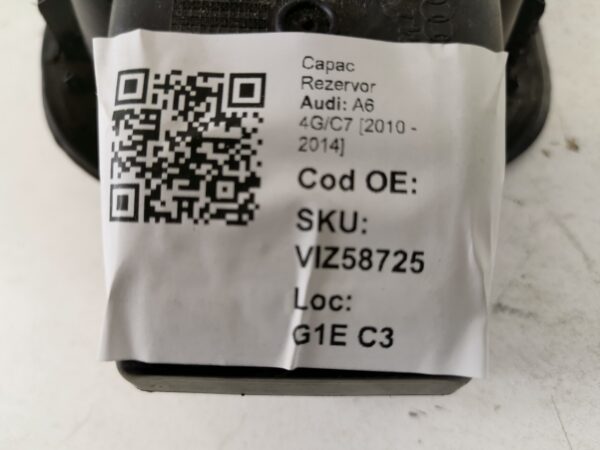 Capac
Rezervor
Audi: A6
4G/C7 [2010 -
2014]
Cod OE:
SKU:
VIZ58725
Loc:
G1E C3